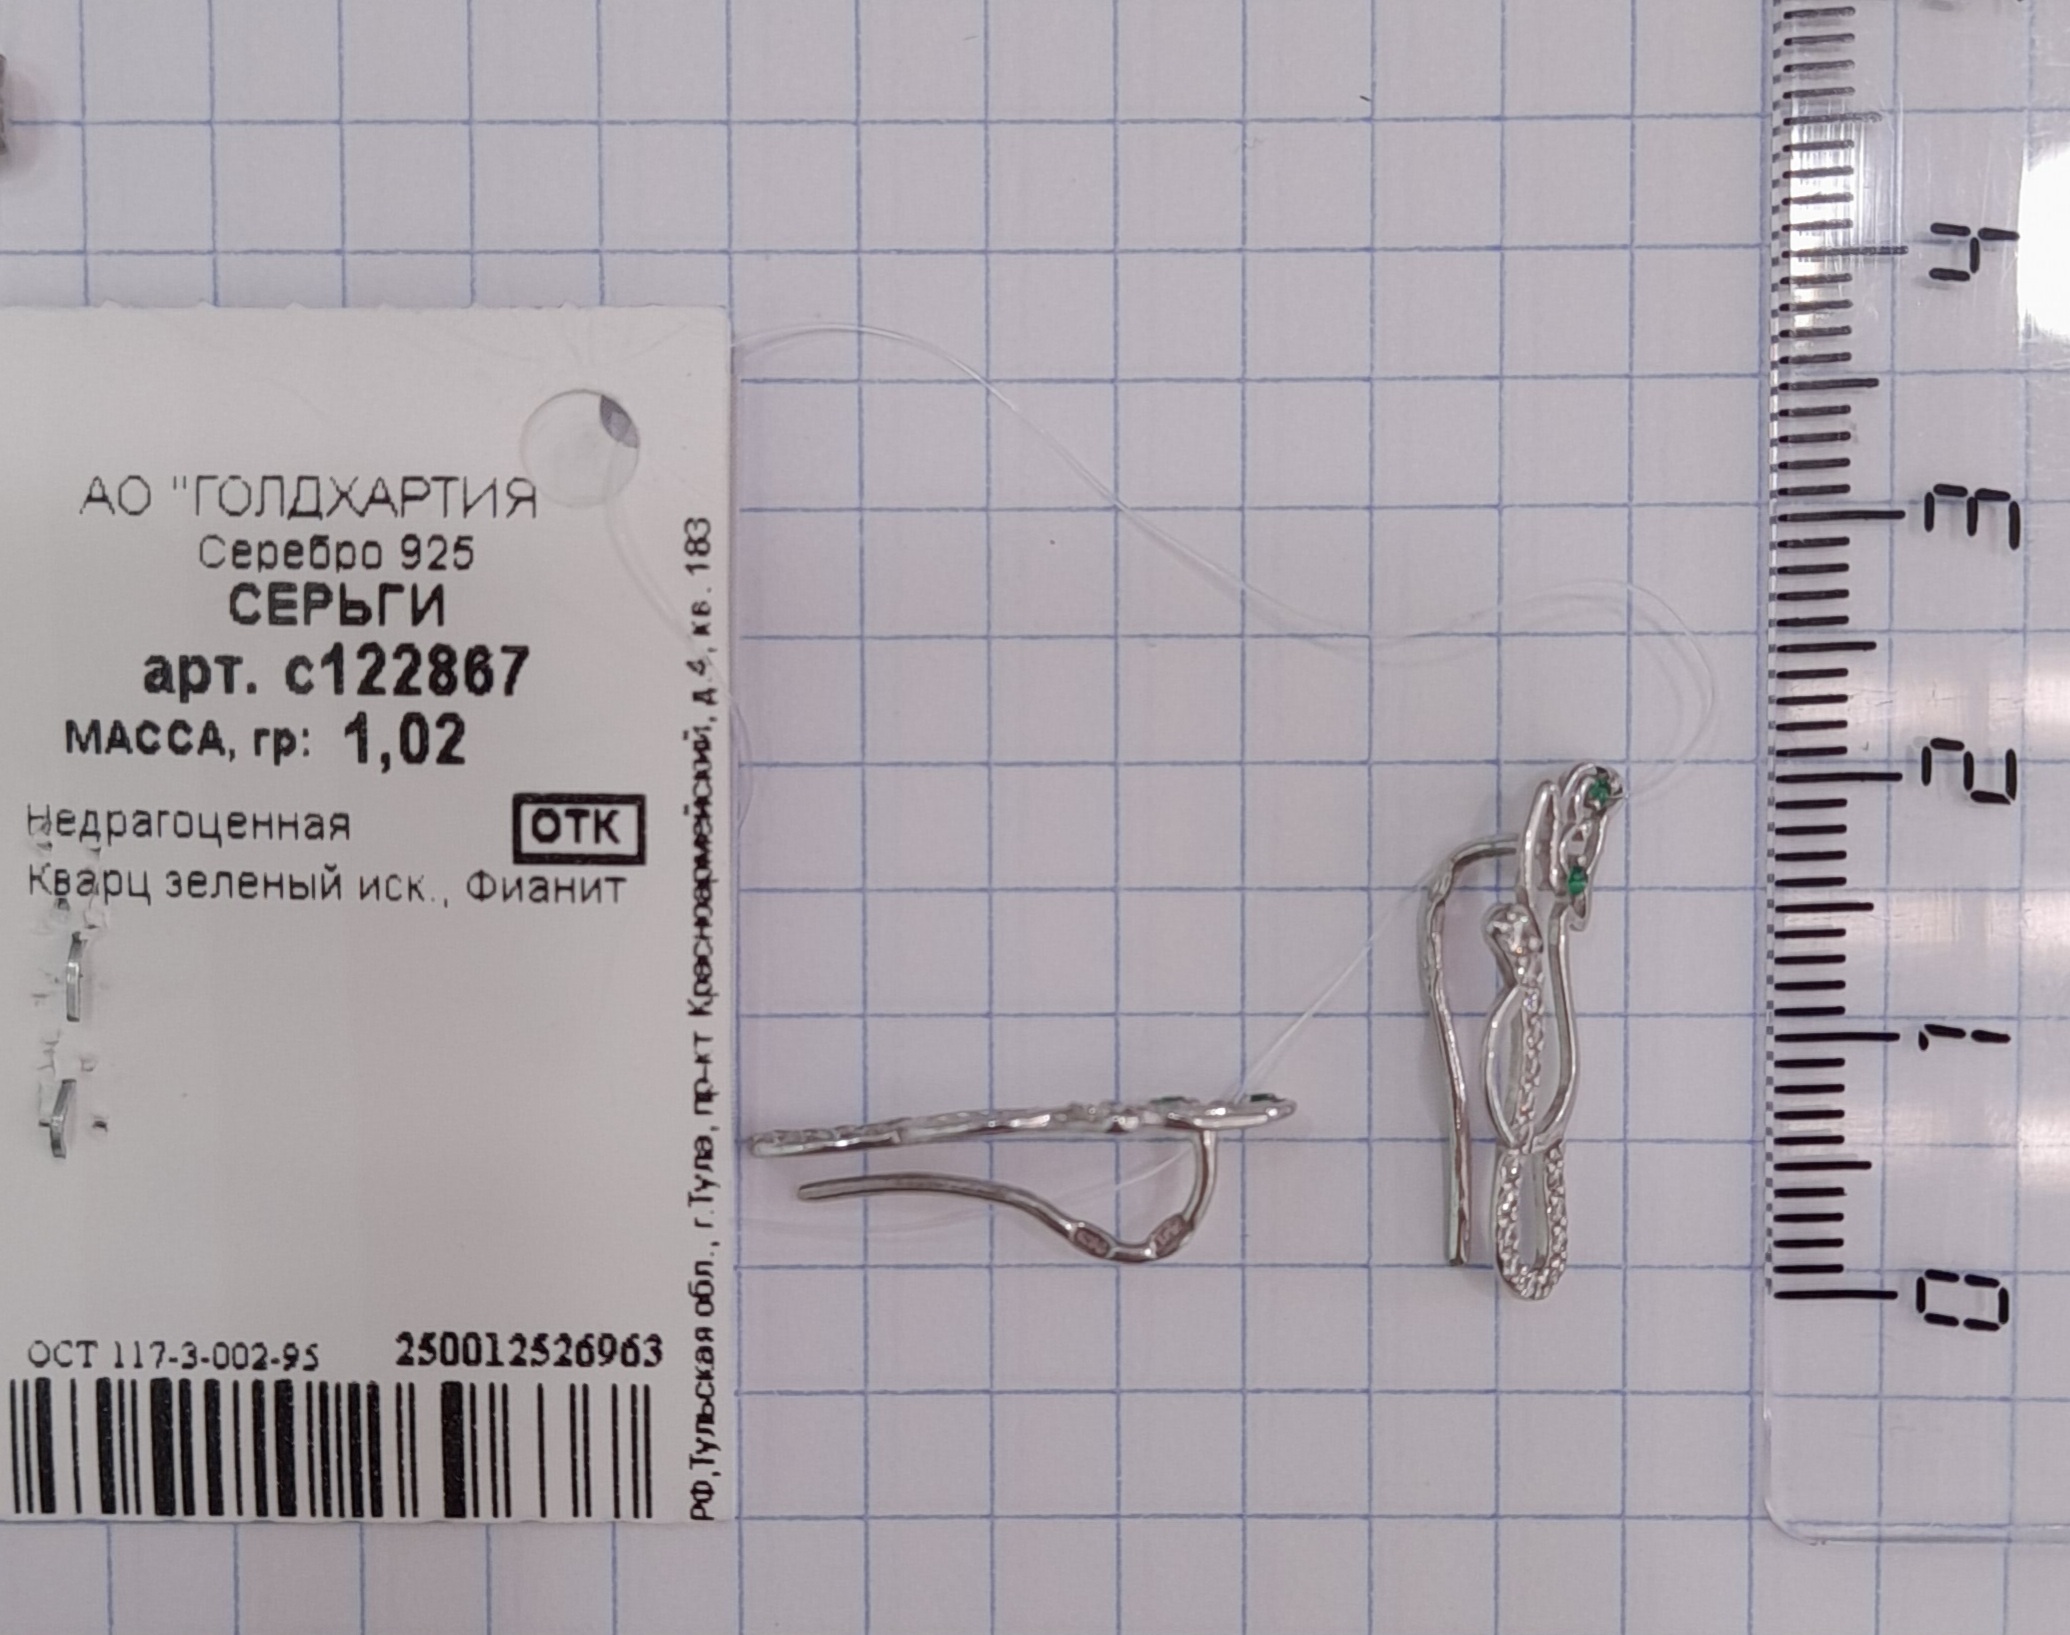 АО "ГОЛДХАРТИЯ
Серебро 925
СЕРЬГИ
арт. с122867
МАССА, гр: 1,02
Недрагоценная
ОТК
Кварц зеленый иск., Фианит
ОСТ 117-3-002-95
250012526963
РФ,Тульская обл., г.Тула, пр-кт Красноармейский, д.4, кв. 183
4
3
2
1
0